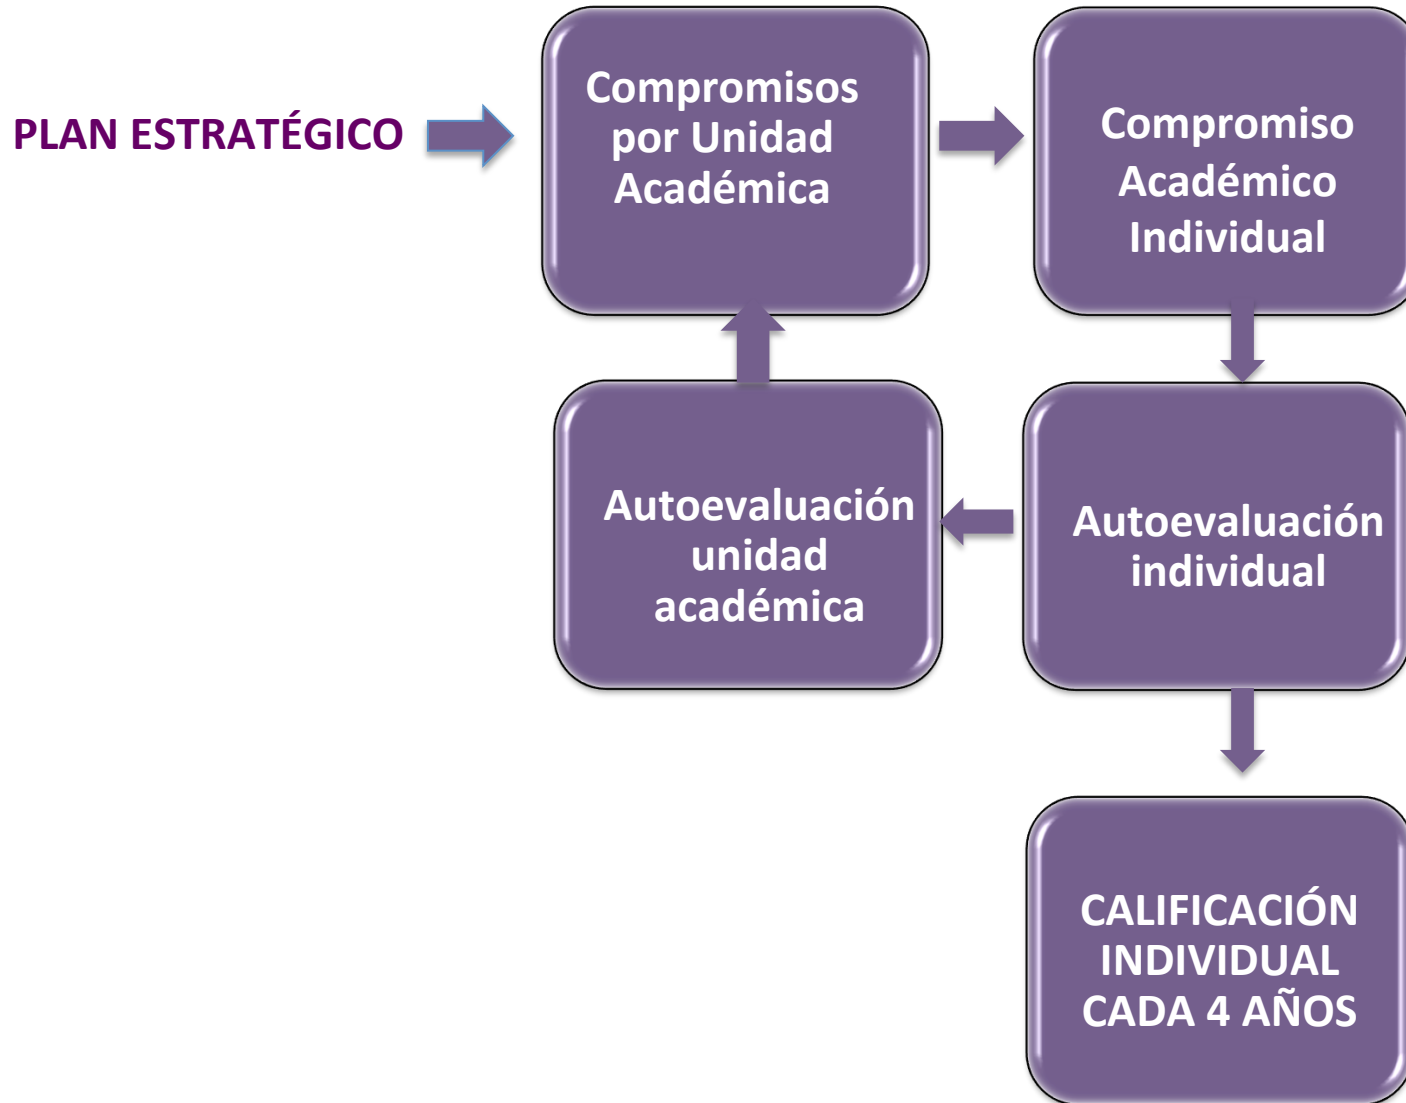 PLAN ESTRATÉGICO
Compromisos
por Unidad
Académica
Compromiso
Académico
Individual
Autoevaluación
unidad
académica
Autoevaluación
individual
CALIFICACIÓN
INDIVIDUAL
CADA 4 AÑOS